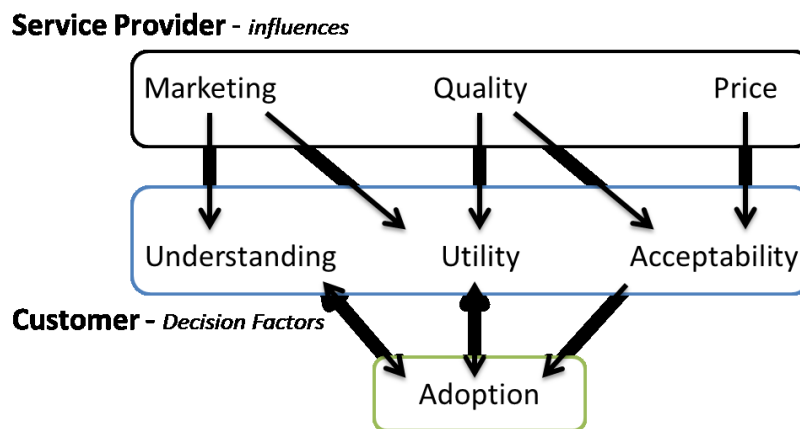 Service Provider - influences
Marketing Quality Price
Understanding Utility Acceptability
Customer - Decision Factors
Adoption